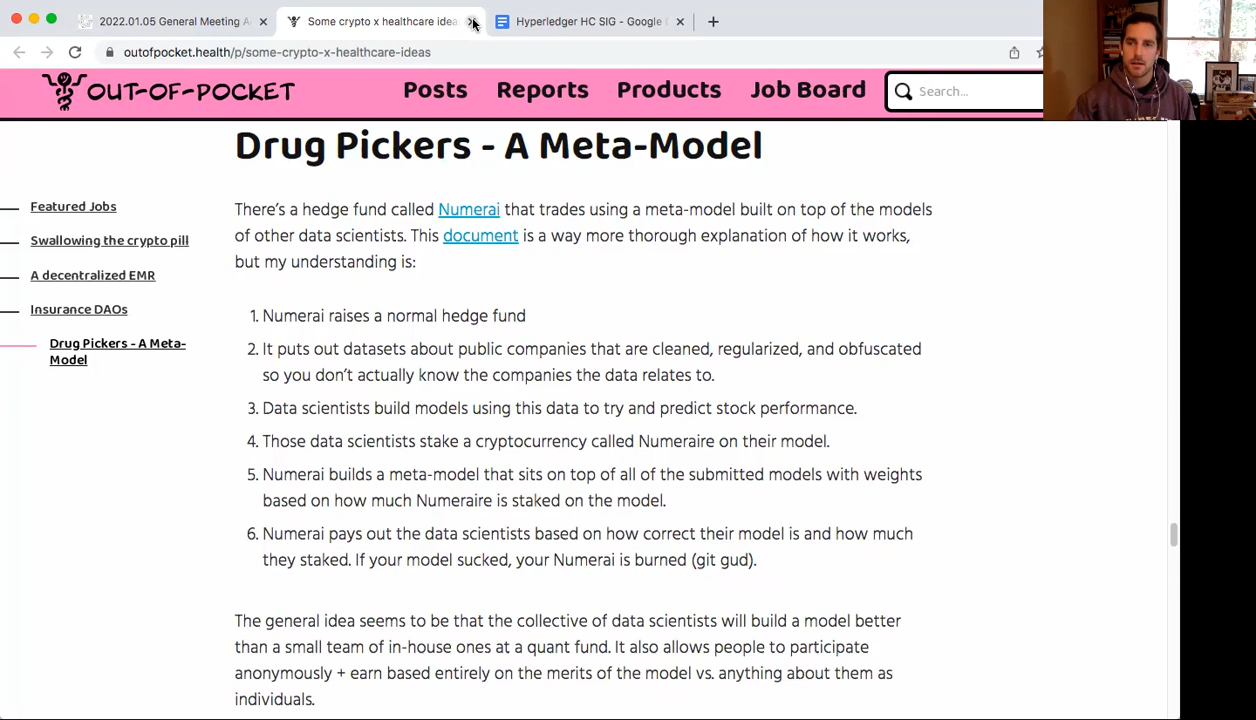 2022.01.05 General Meeting A
Some crypto x healthcare idea
Hyperledger HC SIG - Google D
outofpocket.health/p/some-crypto-x-healthcare-ideas
OUT-OF-POCKET
Posts
Reports
Products
Job Board
Search...
Featured Jobs
Swallowing the crypto pill
A decentralized EMR
Insurance DAOs
Drug Pickers - A Meta-
Model
Drug Pickers - A Meta-Model
There's a hedge fund called Numerai that trades using a meta-model built on top of the models
of other data scientists. This document is a way more thorough explanation of how it works,
but my understanding is:
1. Numerai raises a normal hedge fund
2. It puts out datasets about public companies that are cleaned, regularized, and obfuscated
so you don't actually know the companies the data relates to.
3. Data scientists build models using this data to try and predict stock performance.
4. Those data scientists stake a cryptocurrency called Numeraire on their model.
5. Numerai builds a meta-model that sits on top of all of the submitted models with weights
based on how much Numeraire is staked on the model.
6. Numerai pays out the data scientists based on how correct their model is and how much
they staked. If your model sucked, your Numerai is burned (git gud).
The general idea seems to be that the collective of data scientists will build a model better
than a small team of in-house ones at a quant fund. It also allows people to participate
anonymously + earn based entirely on the merits of the model vs. anything about them as
individuals.